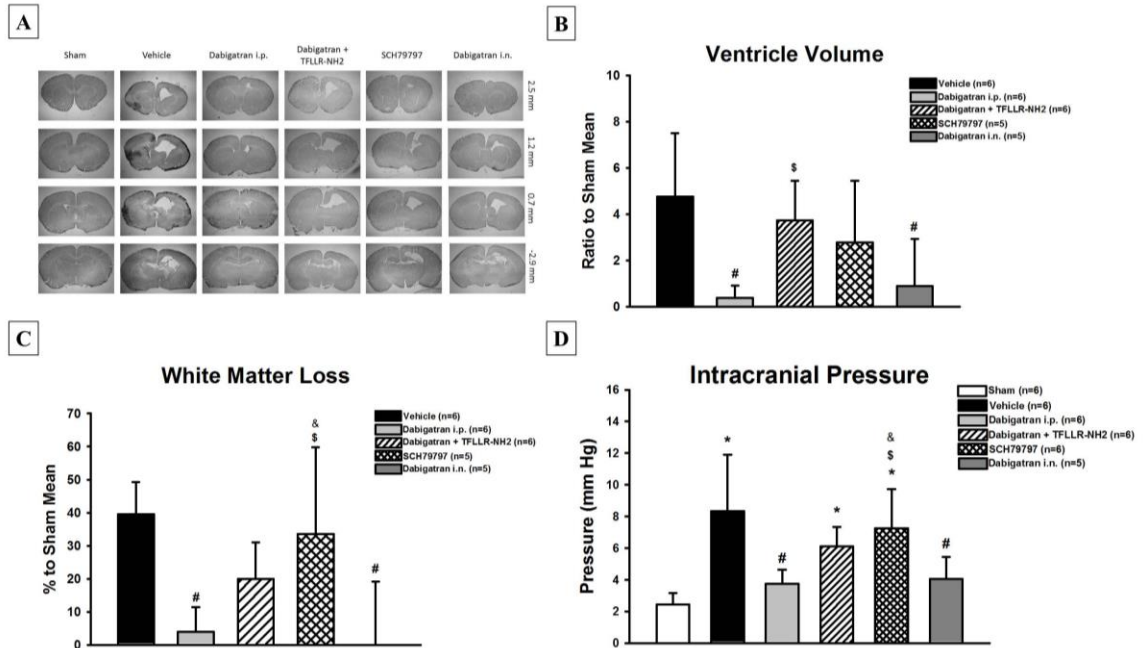 A
Sham
Vehicle
Dabigatran i.p.
Dabigatran +
TFLLR-NH2
SCH79797
Dabigatran i.n.
2.5 mm
1.2 mm
0.7 mm
-2.9 mm
B
Ventricle Volume
Ratio to Sham Mean
10
8
6
4
2
0
#
$
#
Vehicle (n=6)
Dabigatran i.p. (n=6)
Dabigatran + TFLLR-NH2 (n=6)
SCH79797 (n=5)
Dabigatran i.n. (n=5)
C
White Matter Loss
% to Sham Mean
70
60
50
40
30
20
10
0
#
&
$
#
Vehicle (n=6)
Dabigatran i.p. (n=6)
Dabigatran + TFLLR-NH2 (n=6)
SCH79797 (n=5)
Dabigatran i.n. (n=5)
D
Intracranial Pressure
Pressure (mm Hg)
16
14
12
10
8
6
4
2
0
*
#
*
&
$
*
#
Sham (n=6)
Vehicle (n=6)
Dabigatran i.p. (n=6)
Dabigatran + TFLLR-NH2 (n=6)
SCH79797 (n=6)
Dabigatran i.n. (n=5)